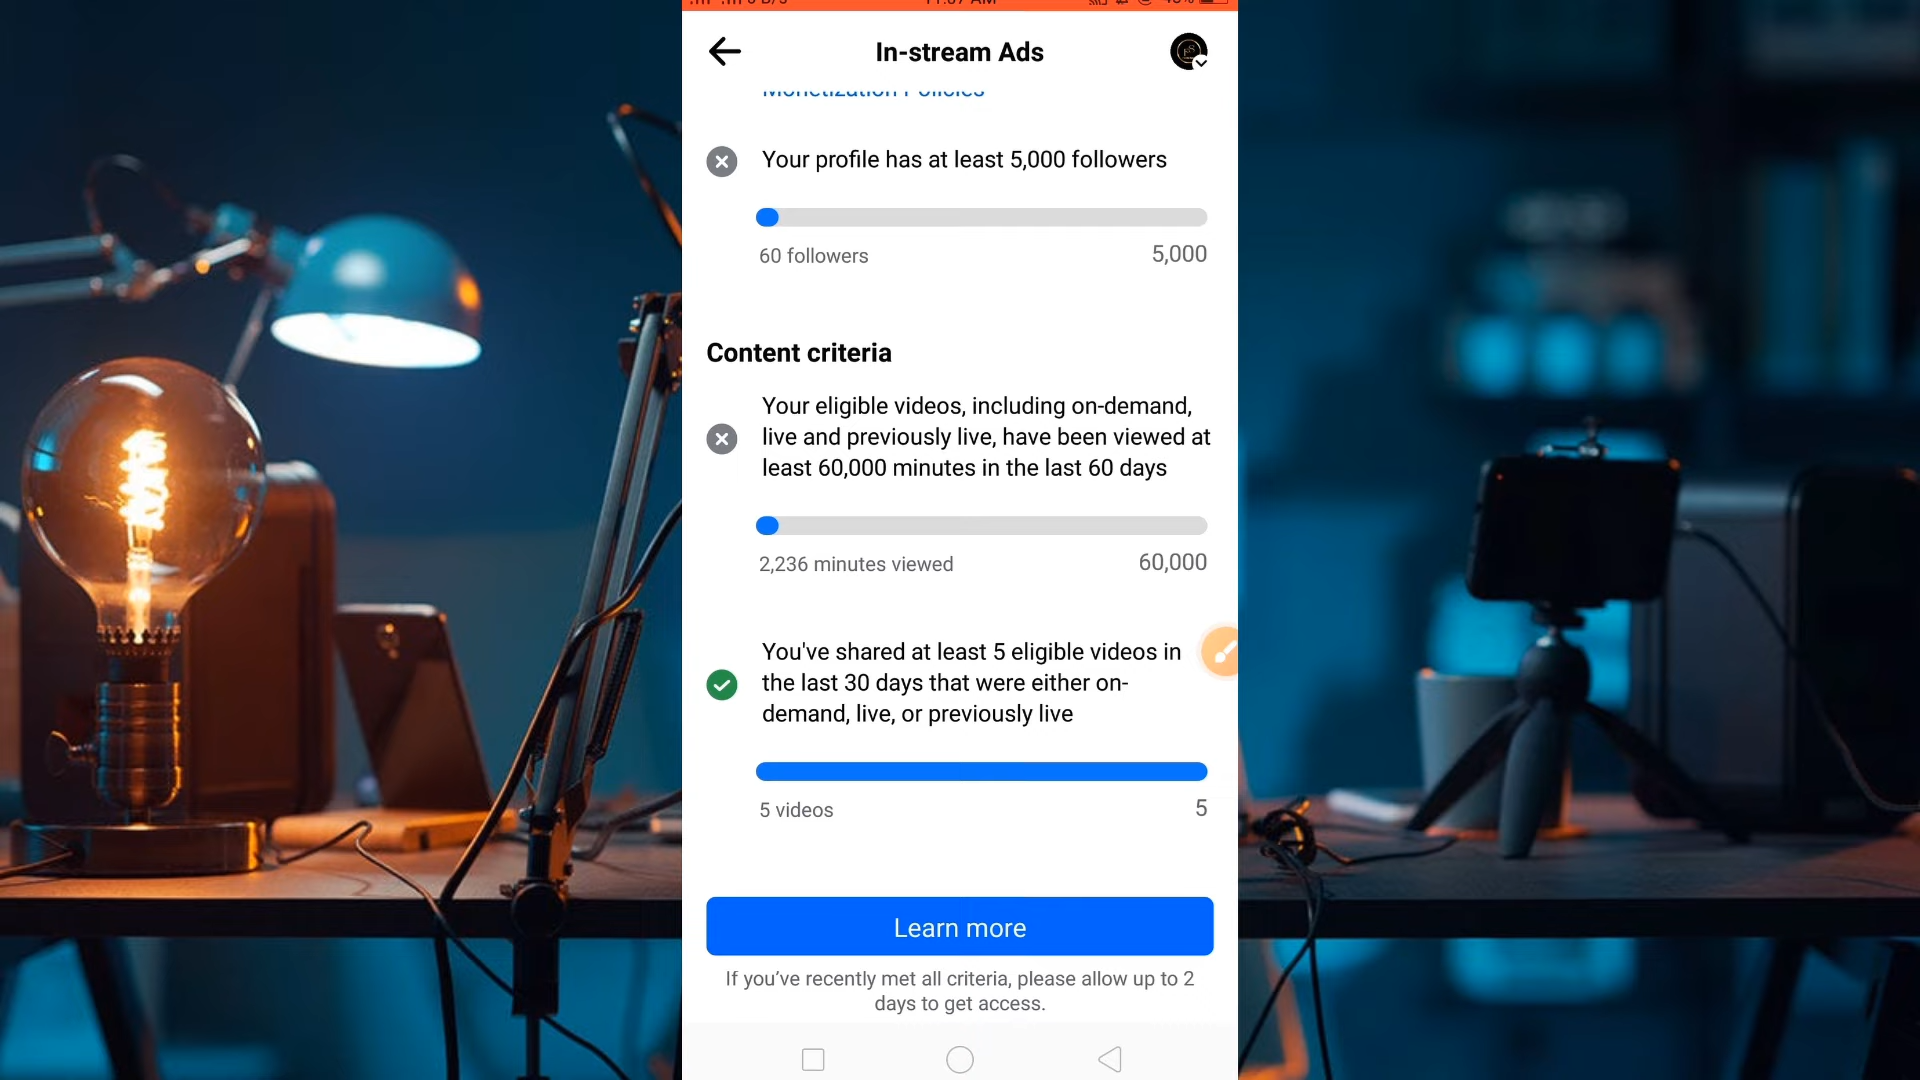 In-stream Ads
Monetization Policies
Your profile has at least 5,000 followers
60 followers
5,000
Content criteria
Your eligible videos, including on-demand,
live and previously live, have been viewed at
least 60,000 minutes in the last 60 days
2,236 minutes viewed
60,000
You've shared at least 5 eligible videos in
the last 30 days that were either on-
demand, live, or previously live
5 videos
5
Learn more
If you’ve recently met all criteria, please allow up to 2
days to get access.